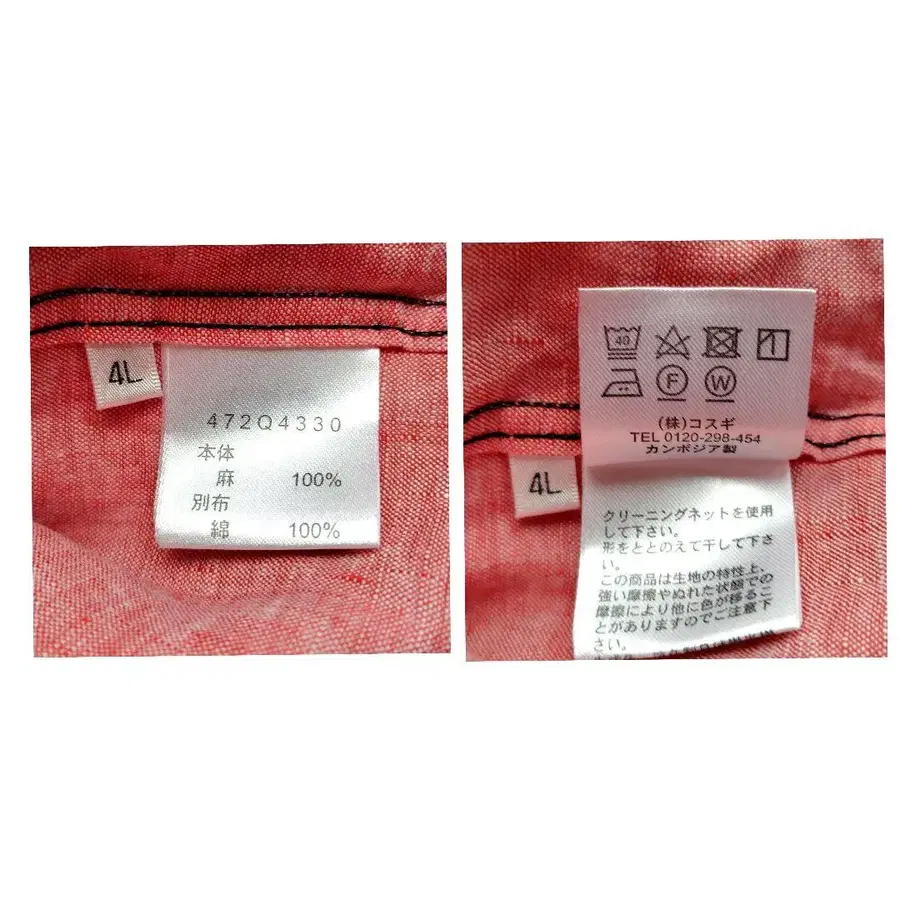 4L
472Q4330
本体
麻 100%
別布
綿 100%
40
F W
(株)コスギ
TEL 0120-298-454
カンボジア製
4L
クリーニングネットを使用
して下さい。
形をととのえて干して下さ
い。
この商品は生地の特性上、
強い摩擦やぬれた状態での
摩擦により他に色が移るこ
とがありますのでご注意下
さい。